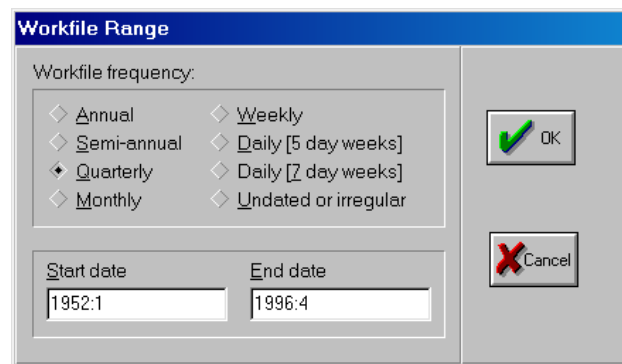 Workfile Range
Workfile frequency:
Annual
Semi-annual
Quarterly
Monthly
Weekly
Daily [5 day weeks]
Daily [7 day weeks]
Undated or irregular
Start date
1952:1
End date
1996:4
OK
Cancel